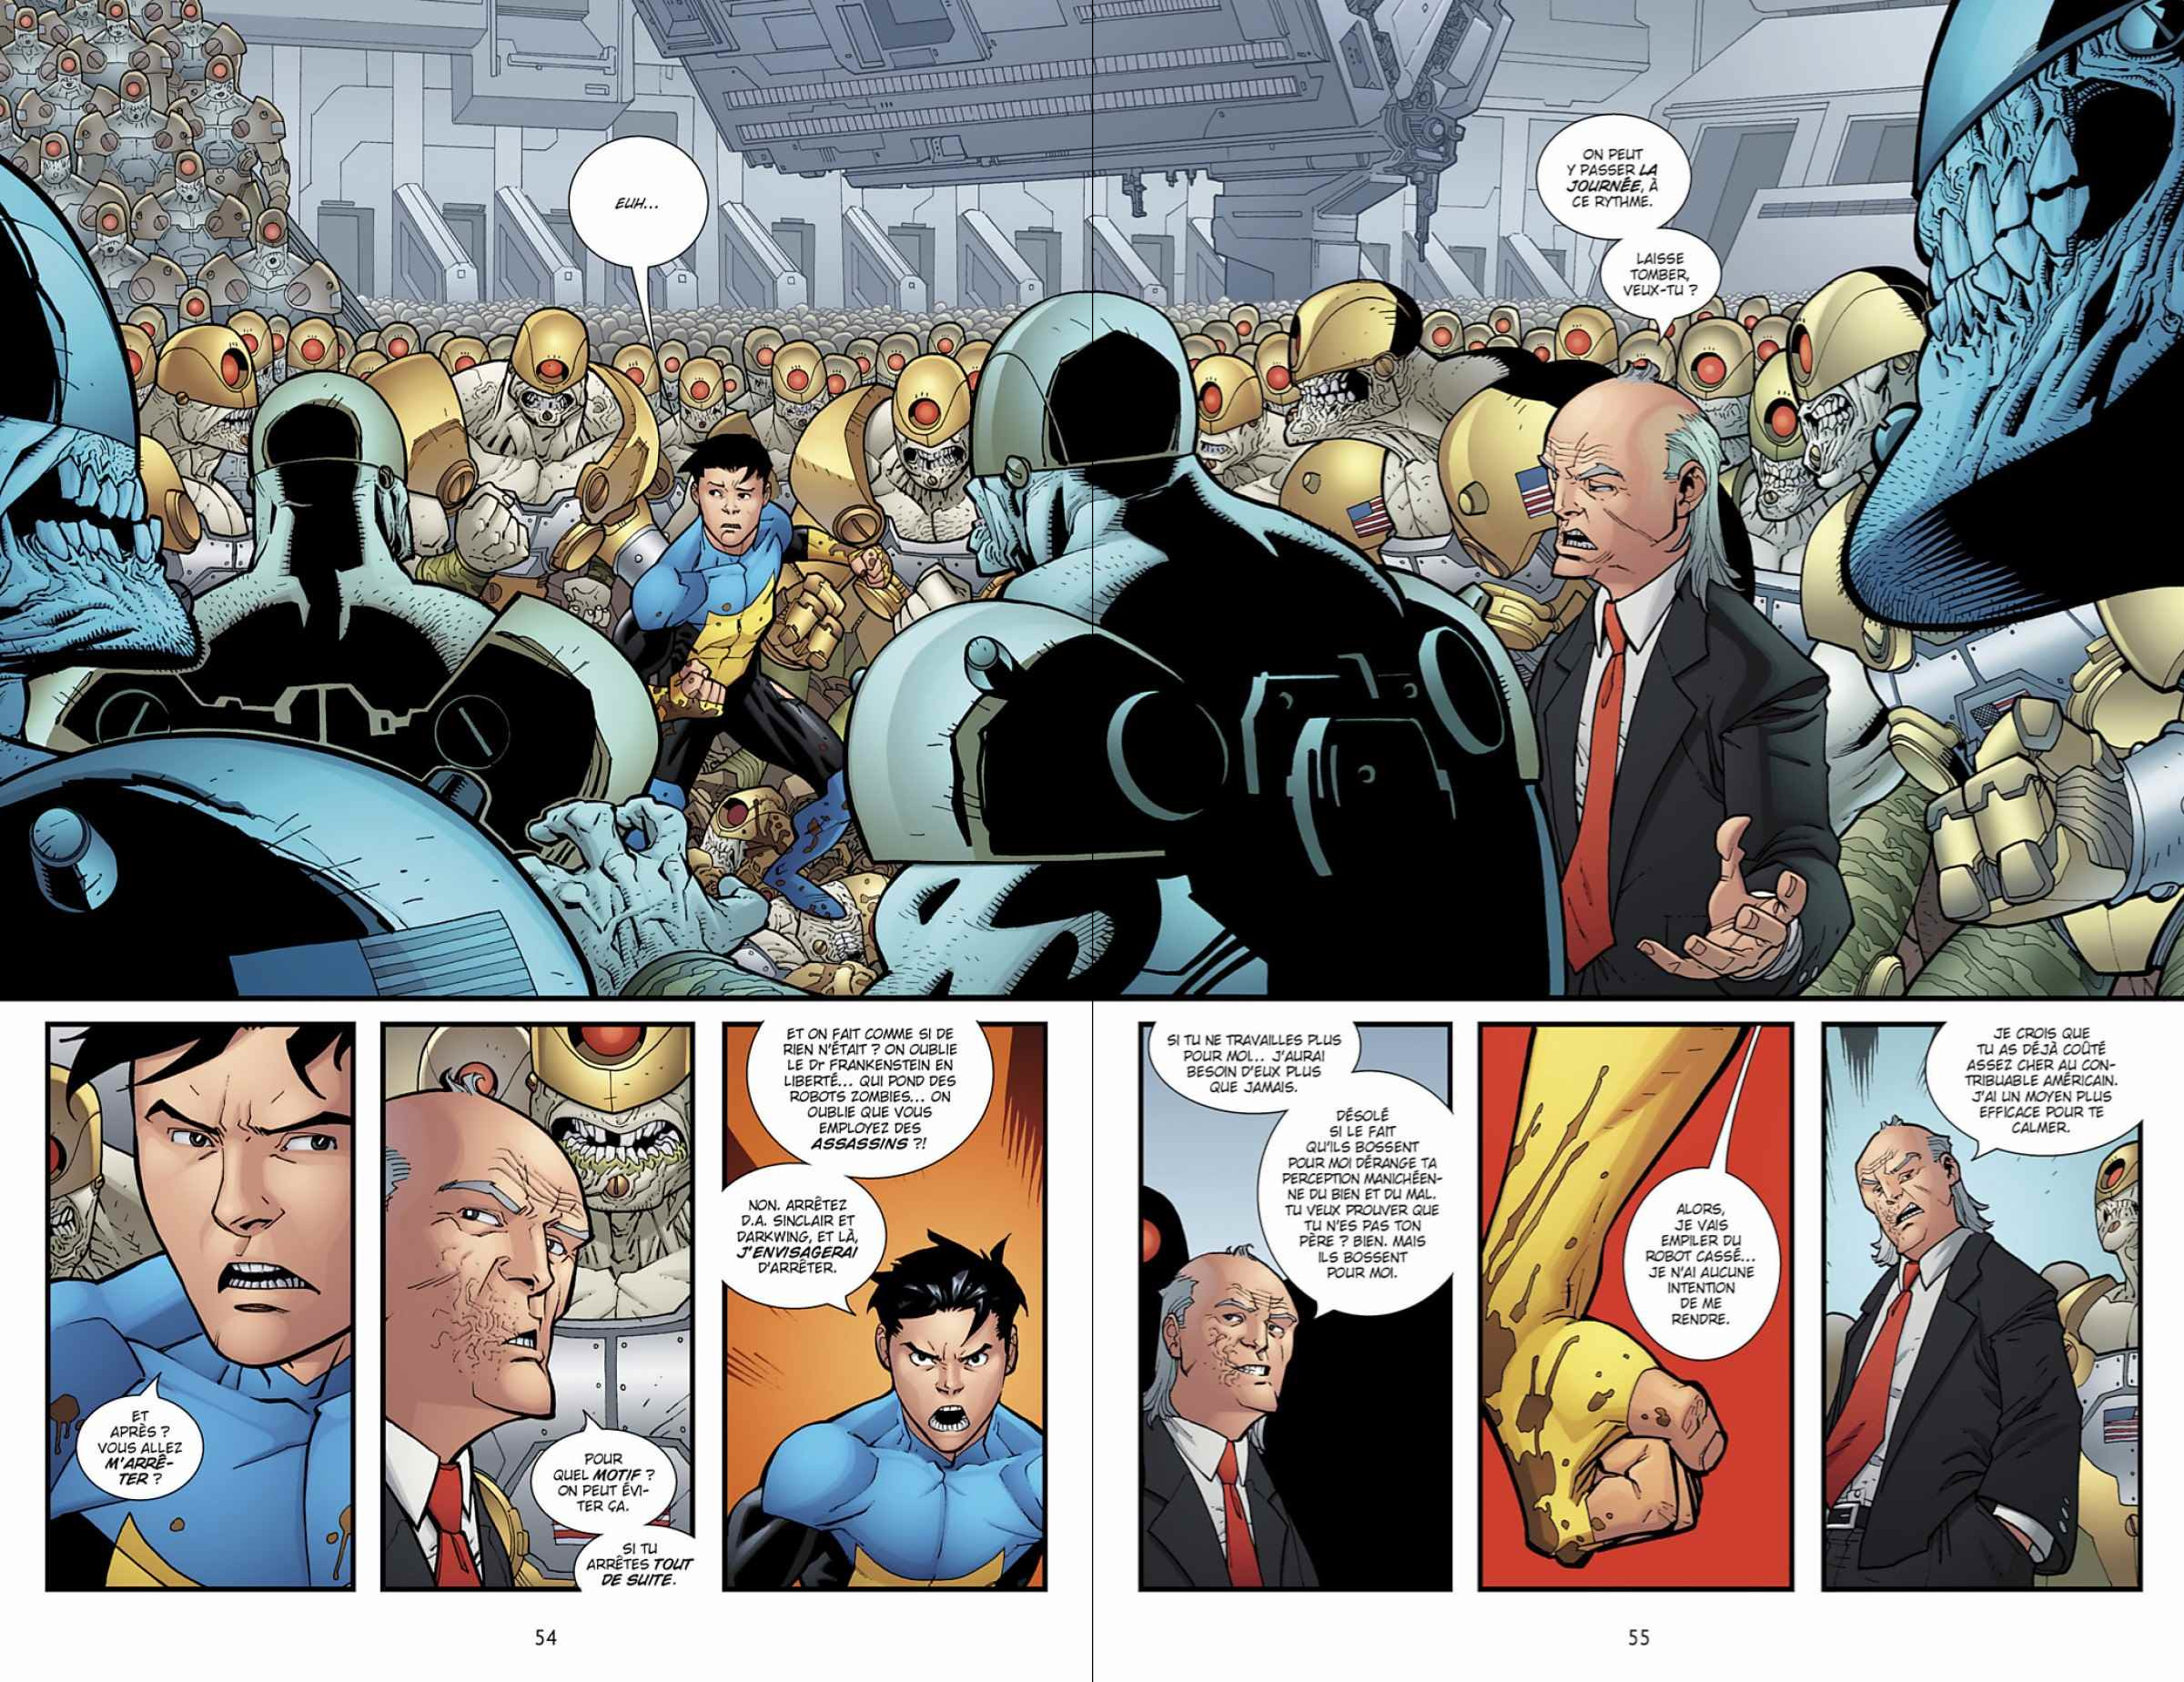 EUH...
ON PEUT
Y PASSER LA
JOURNÉE, À
CE RYTHME.
LAISSE
TOMBER,
VEUX-TU ?
ET
APRÈS ?
VOUS ALLEZ
M'ARRÊ-
TER ?
POUR
QUEL MOTIF ?
ON PEUT ÉVI-
TER ÇA.
SI TU
ARRÊTES TOUT
DE SUITE.
ET ON FAIT COMME SI DE
RIEN N'ÉTAIT ? ON OUBLIE
LE Dr FRANKENSTEIN EN
LIBERTÉ... QUI POND DES
ROBOTS ZOMBIES... ON
OUBLIE QUE VOUS
EMPLOYEZ DES
ASSASSINS ?!
NON. ARRÊTEZ
D.A. SINCLAIR ET
DARKWING, ET LÀ,
J'ENVISAGERAI
D'ARRÊTER.
SI TU NE TRAVAILLES PLUS
POUR MOI... J'AURAI
BESOIN D'EUX PLUS
QUE JAMAIS.
DÉSOLÉ
SI LE FAIT
QU'ILS BOSSENT
POUR MOI DÉRANGE TA
PERCEPTION MANICHÉEN-
NE DU BIEN ET DU MAL.
TU VEUX PROUVER QUE
TU N'ES PAS TON
PÈRE ? BIEN. MAIS
ILS BOSSENT
POUR MOI.
ALORS,
JE VAIS
EMPILER DU
ROBOT CASSÉ...
JE N'AI AUCUNE
INTENTION
DE ME
RENDRE.
JE CROIS QUE
TU AS DÉJÀ COÛTÉ
ASSEZ CHER AU CON-
TRIBUABLE AMÉRICAIN.
J'AI UN MOYEN PLUS
EFFICACE POUR TE
CALMER.
54
55